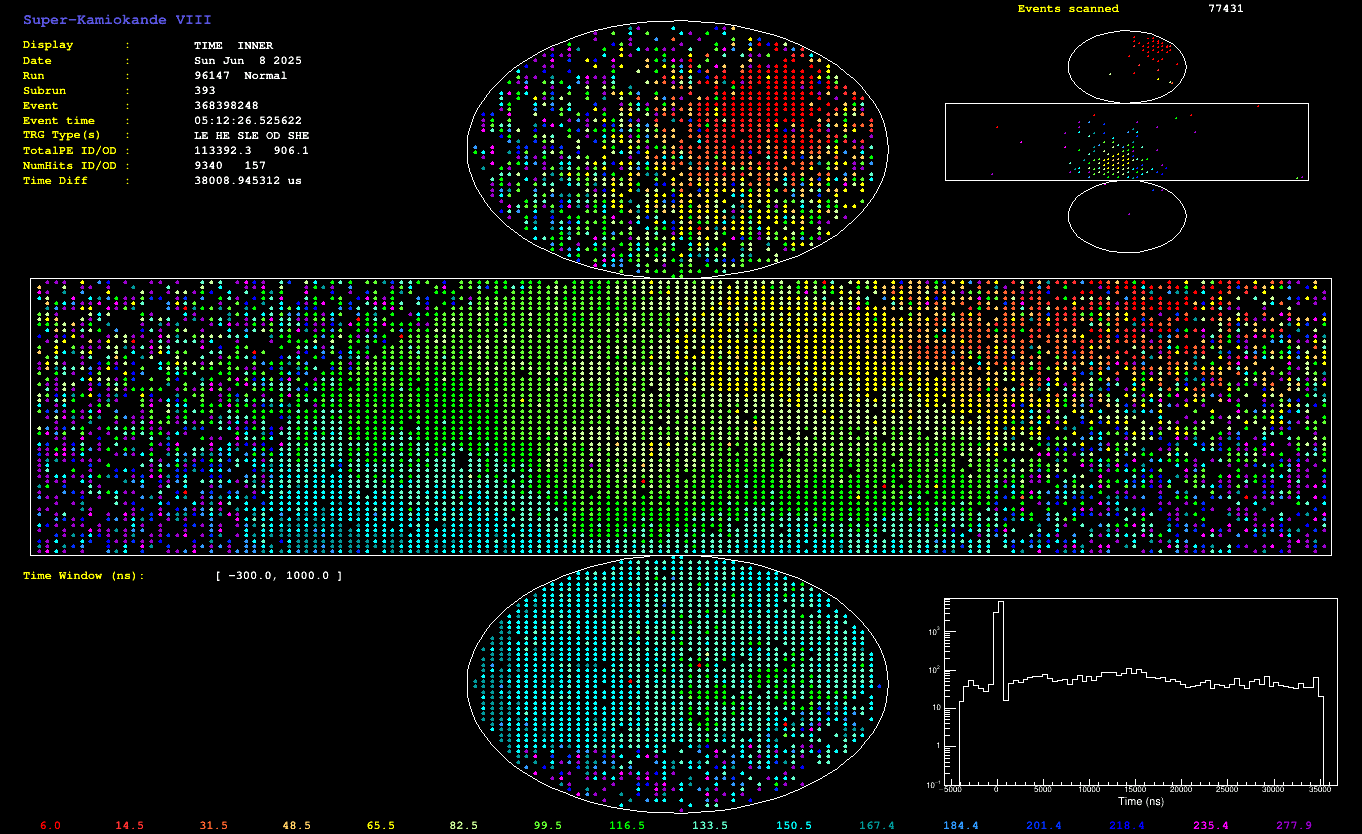 Super-Kamiokande VIII
Events scanned 77431
Display : TIME INNER
Date : Sun Jun 8 2025
Run : 96147 Normal
Subrun : 393
Event : 368398248
Event time : 05:12:26.525622
TRG Type(s) : LE HE SLE OD SHE
TotalPE ID/OD : 113392.3 906.1
NumHits ID/OD : 9340 157
Time Diff : 38008.945312 us
Time Window (ns): [ -300.0, 1000.0 ]
10³
10²
10
1
10⁻¹
-5000 0 5000 10000 15000 20000 25000 30000 35000
Time (ns)
6.0 14.5 31.5 48.5 65.5 82.5 99.5 116.5 133.5 150.5 167.4 184.4 201.4 218.4 235.4 277.9